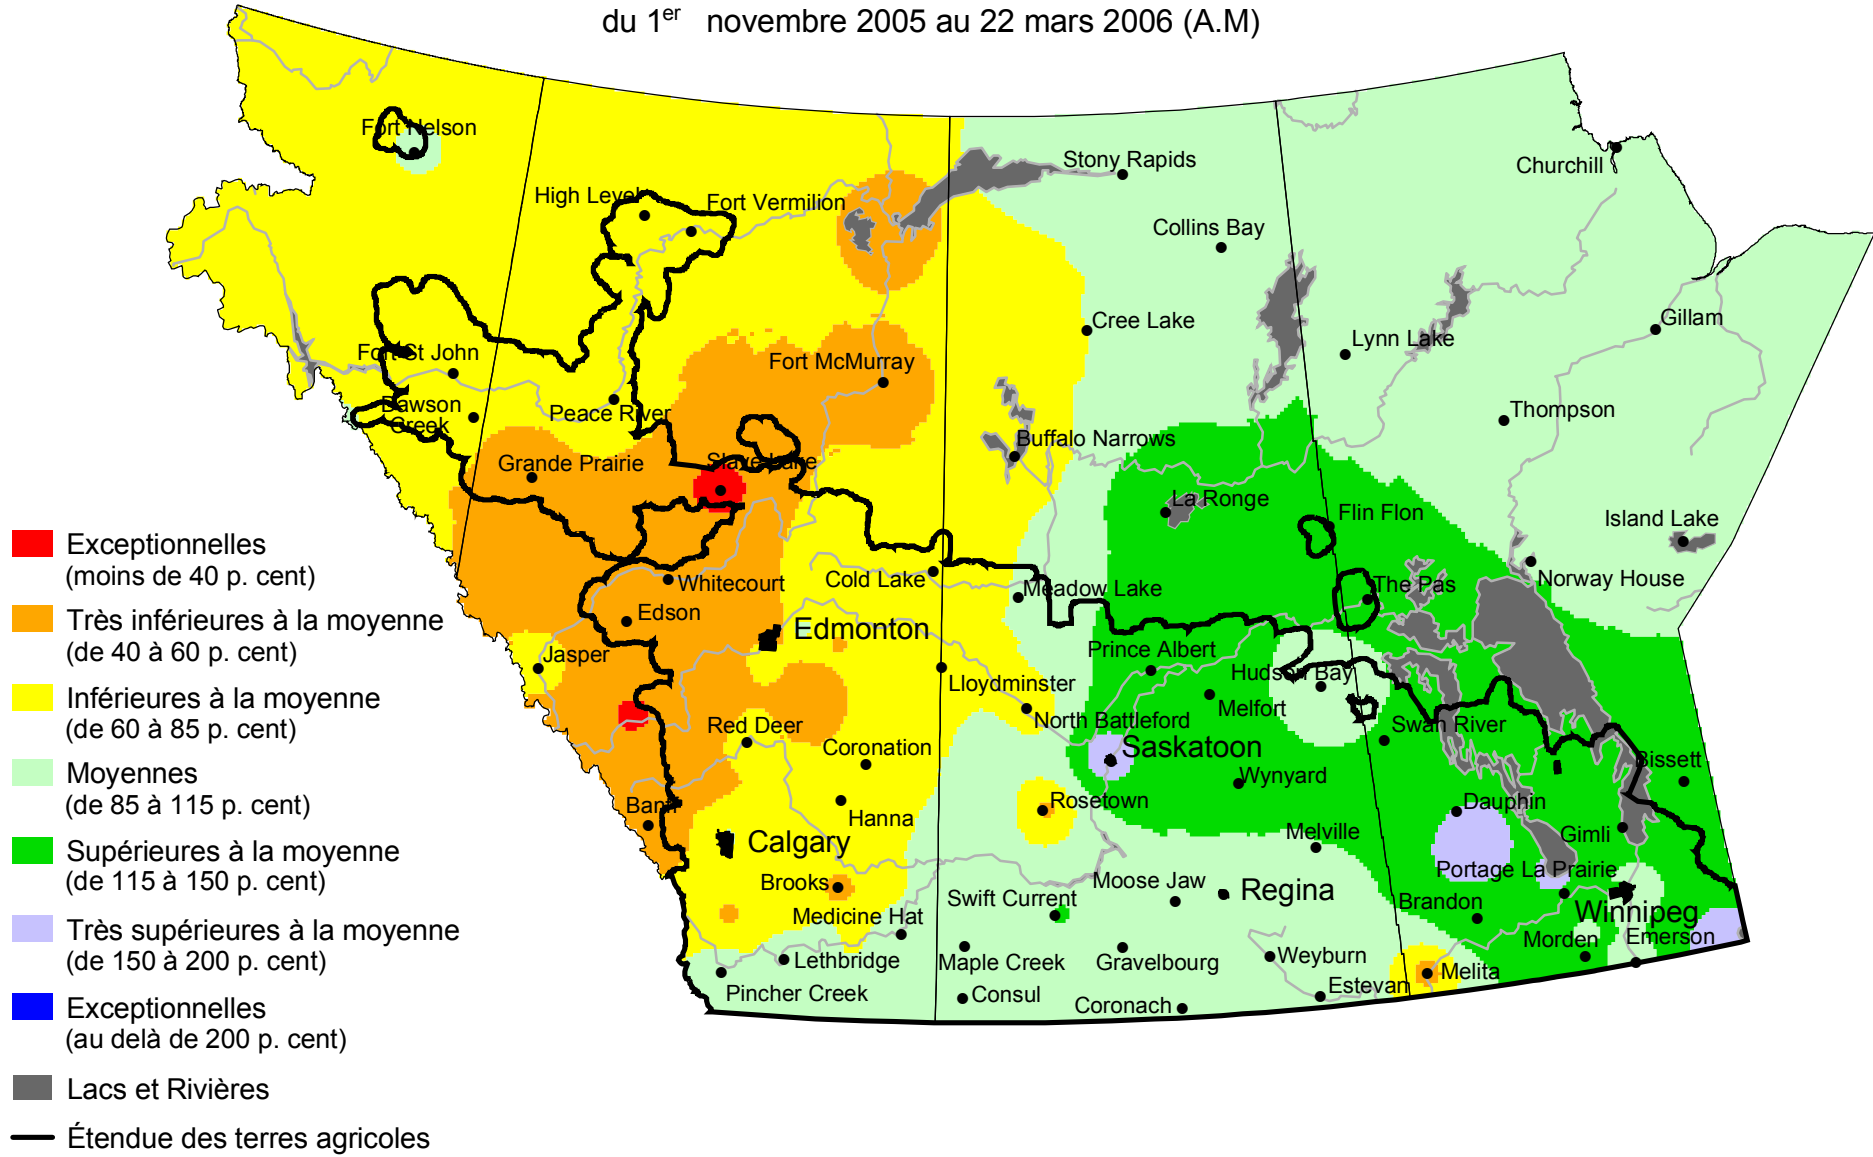 du 1er novembre 2005 au 22 mars 2006 (A.M)
Fort Nelson
Stony Rapids
Churchill
High Level
Fort Vermilion
Collins Bay
Cree Lake
Gillam
Lynn Lake
Fort St John
Fort McMurray
Dawson
Creek
Peace River
Thompson
Buffalo Narrows
Grande Prairie
Slave Lake
La Ronge
Flin Flon
Island Lake
Whitecourt
Cold Lake
Meadow Lake
The Pas
Norway House
Edson
Edmonton
Jasper
Prince Albert
Hudson Bay
Lloydminster
North Battleford
Melfort
Red Deer
Swan River
Coronation
Saskatoon
Wynyard
Bissett
Banff
Hanna
Rosetown
Dauphin
Calgary
Melville
Gimli
Brooks
Moose Jaw
Regina
Portage La Prairie
Swift Current
Brandon
Medicine Hat
Winnipeg
Morden
Emerson
Lethbridge
Maple Creek
Gravelbourg
Weyburn
Melita
Pincher Creek
Consul
Coronach
Estevan
Exceptionnelles
(moins de 40 p. cent)
Très inférieures à la moyenne
(de 40 à 60 p. cent)
Inférieures à la moyenne
(de 60 à 85 p. cent)
Moyennes
(de 85 à 115 p. cent)
Supérieures à la moyenne
(de 115 à 150 p. cent)
Très supérieures à la moyenne
(de 150 à 200 p. cent)
Exceptionnelles
(au delà de 200 p. cent)
Lacs et Rivières
Étendue des terres agricoles